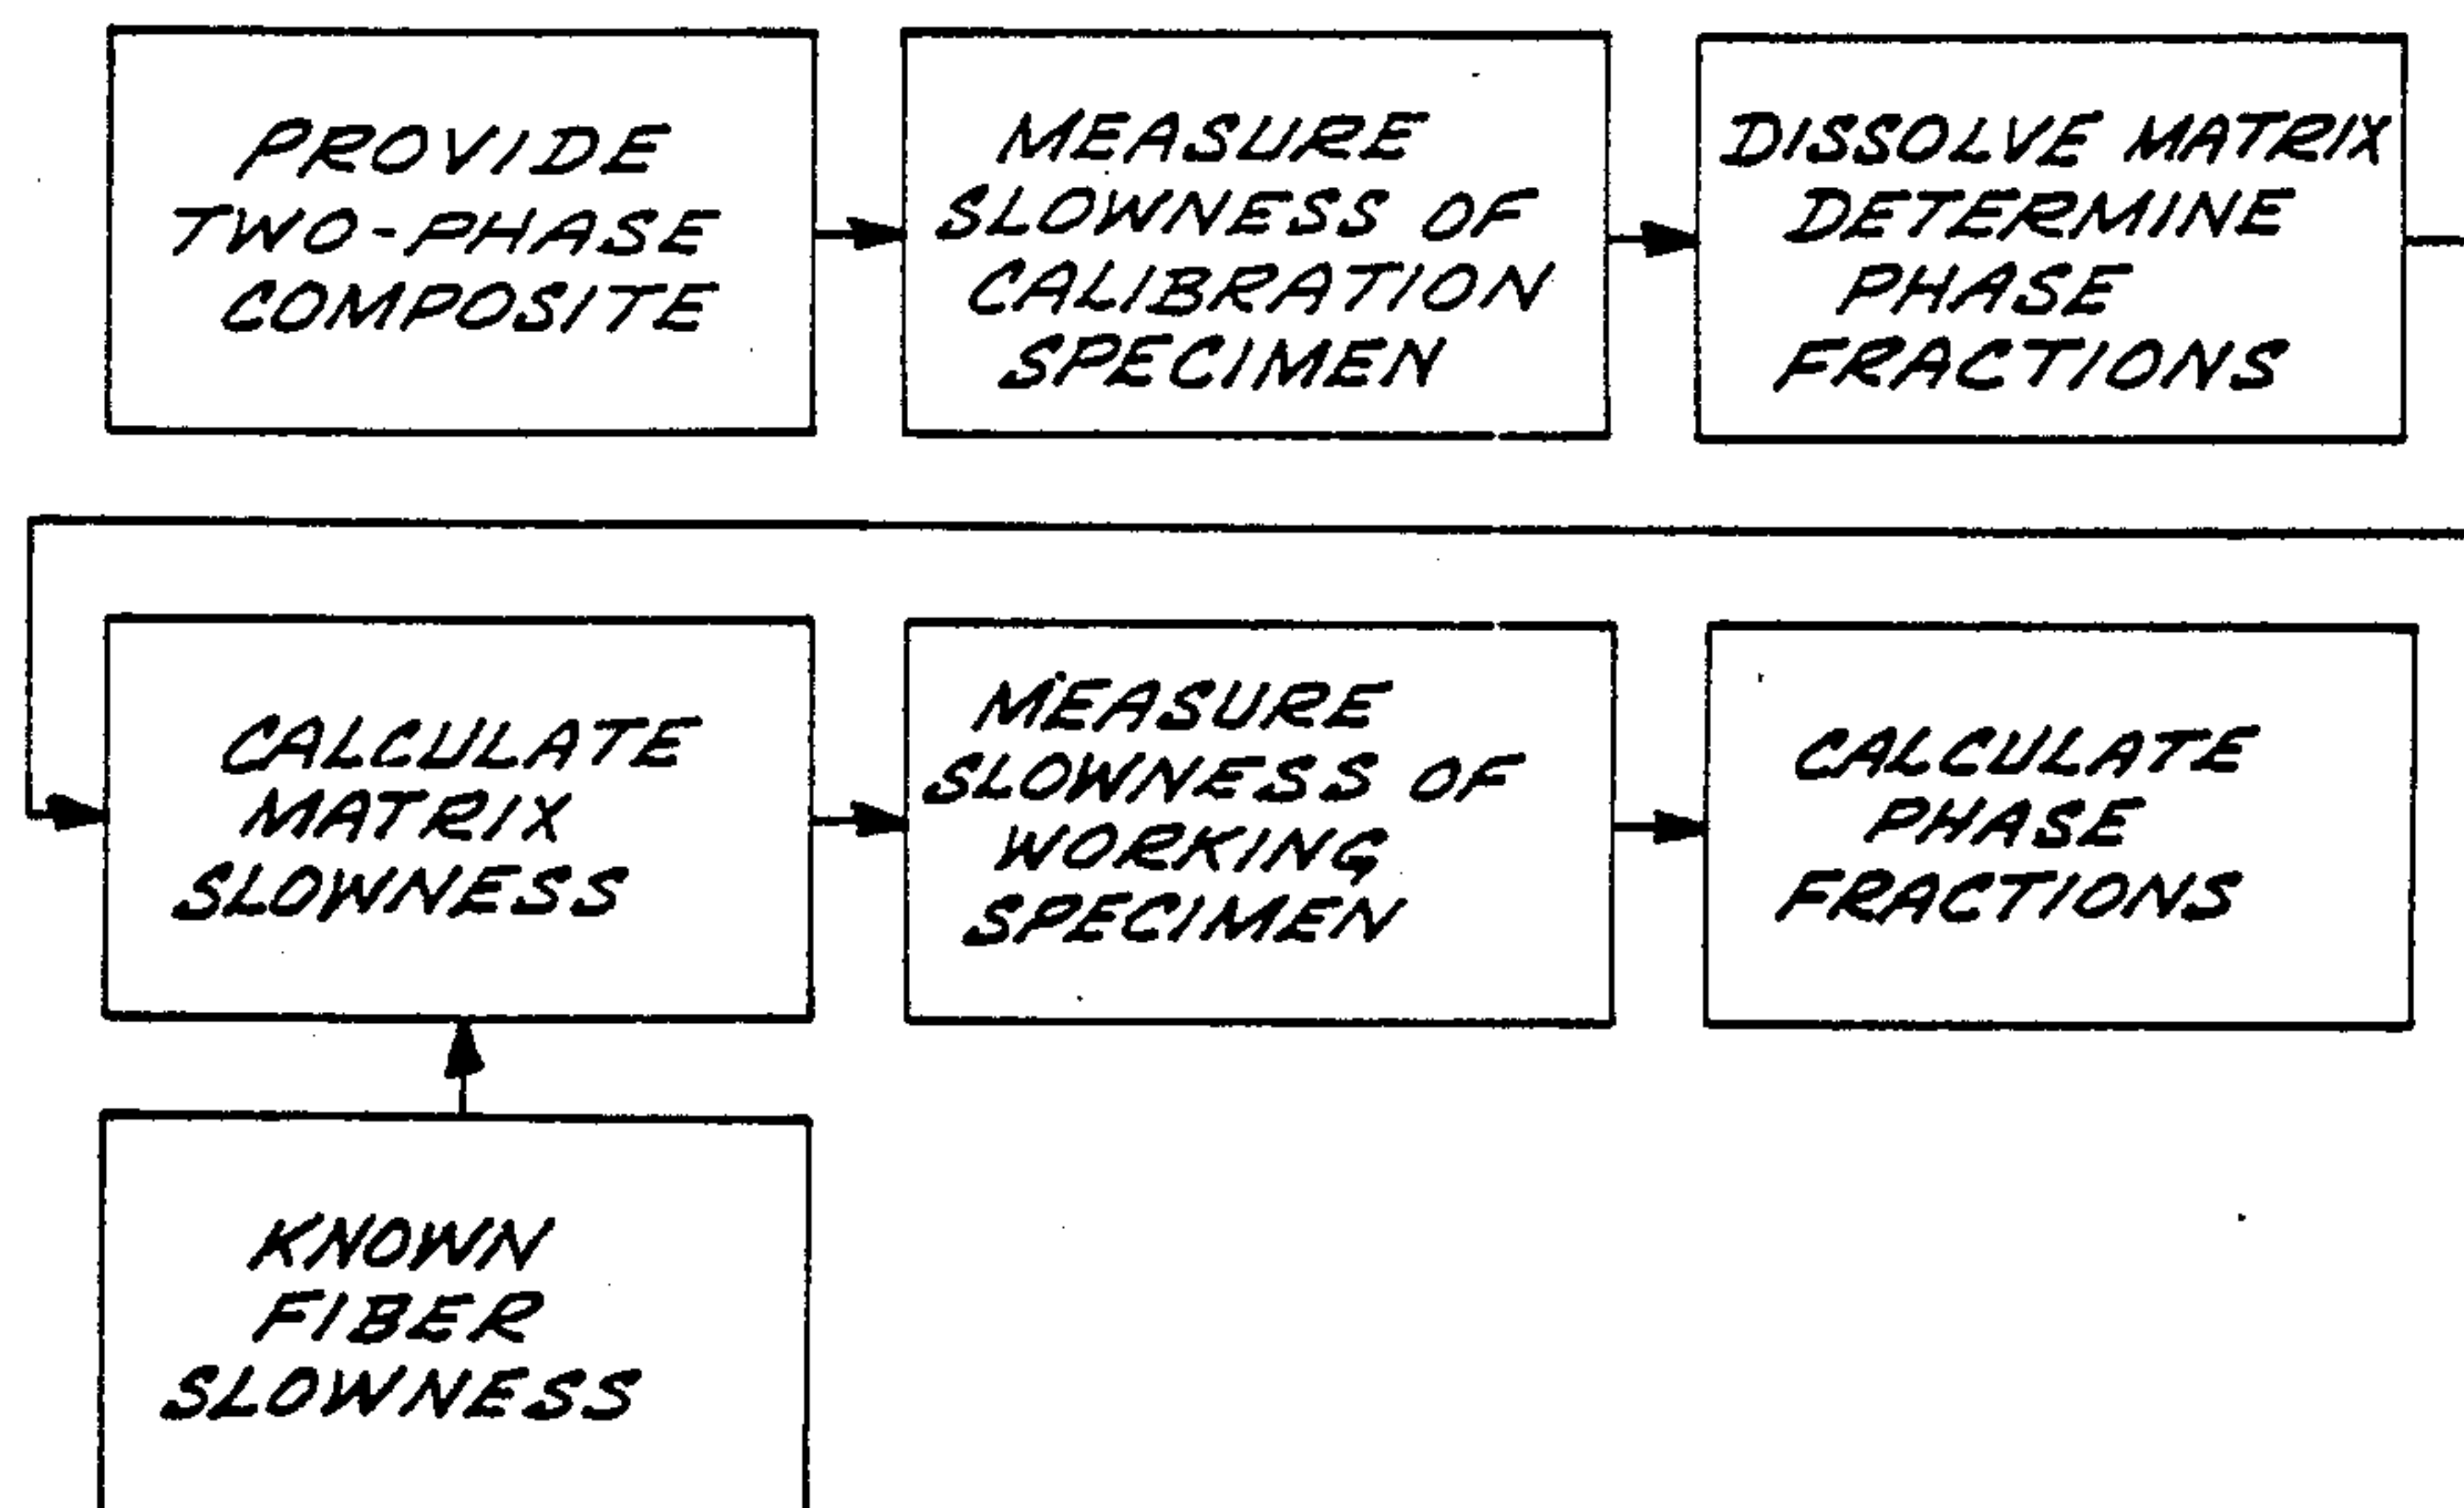 PROVIDE
TWO-PHASE
COMPOSITE
MEASURE
SLOWNESS OF
CALIBRATION
SPECIMEN
DISSOLVE MATRIX
DETERMINE
PHASE
FRACTIONS
CALCULATE
MATRIX
SLOWNESS
MEASURE
SLOWNESS OF
WORKING
SPECIMEN
CALCULATE
PHASE
FRACTIONS
KNOWN
FIBER
SLOWNESS